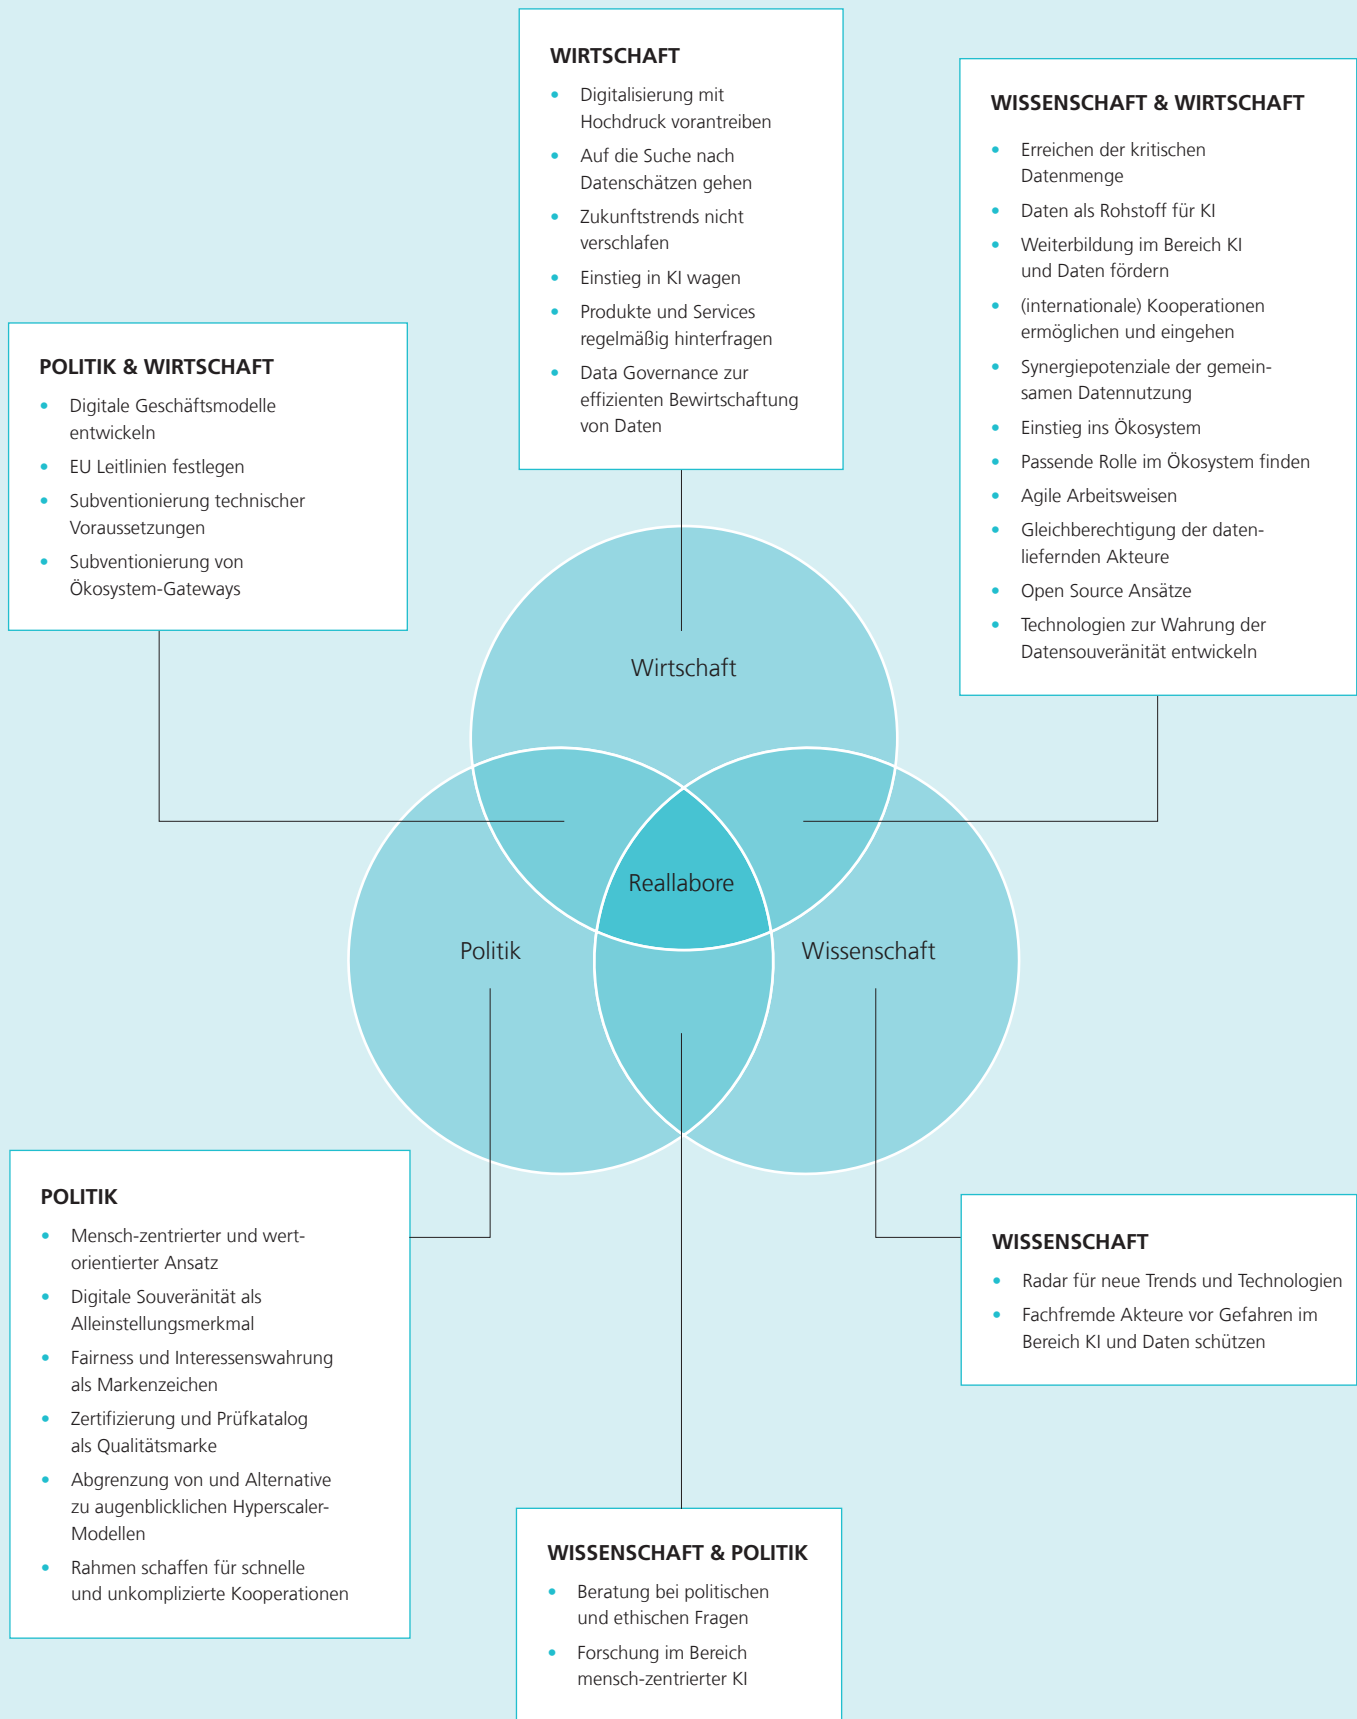 WIRTSCHAFT
• Digitalisierung mit
Hochdruck vorantreiben
• Auf die Suche nach
Datenschätzen gehen
• Zukunftstrends nicht
verschlafen
• Einstieg in KI wagen
• Produkte und Services
regelmäßig hinterfragen
• Data Governance zur
effizienten Bewirtschaftung
von Daten
WISSENSCHAFT & WIRTSCHAFT
• Erreichen der kritischen
Datenmenge
• Daten als Rohstoff für KI
• Weiterbildung im Bereich KI
und Daten fördern
• (internationale) Kooperationen
ermöglichen und eingehen
• Synergiepotenziale der gemein-
samen Datennutzung
• Einstieg ins Ökosystem
• Passende Rolle im Ökosystem finden
• Agile Arbeitsweisen
• Gleichberechtigung der daten-
liefernden Akteure
• Open Source Ansätze
• Technologien zur Wahrung der
Datensouveränität entwickeln
POLITIK & WIRTSCHAFT
• Digitale Geschäftsmodelle
entwickeln
• EU Leitlinien festlegen
• Subventionierung technischer
Voraussetzungen
• Subventionierung von
Ökosystem-Gateways
Wirtschaft
Reallabore
Politik
Wissenschaft
POLITIK
• Mensch-zentrierter und wert-
orientierter Ansatz
• Digitale Souveränität als
Alleinstellungsmerkmal
• Fairness und Interessenswahrung
als Markenzeichen
• Zertifizierung und Prüfkatalog
als Qualitätsmarke
• Abgrenzung von und Alternative
zu augenblicklichen Hyperscaler-
Modellen
• Rahmen schaffen für schnelle
und unkomplizierte Kooperationen
WISSENSCHAFT
• Radar für neue Trends und Technologien
• Fachfremde Akteure vor Gefahren im
Bereich KI und Daten schützen
WISSENSCHAFT & POLITIK
• Beratung bei politischen
und ethischen Fragen
• Forschung im Bereich
mensch-zentrierter KI